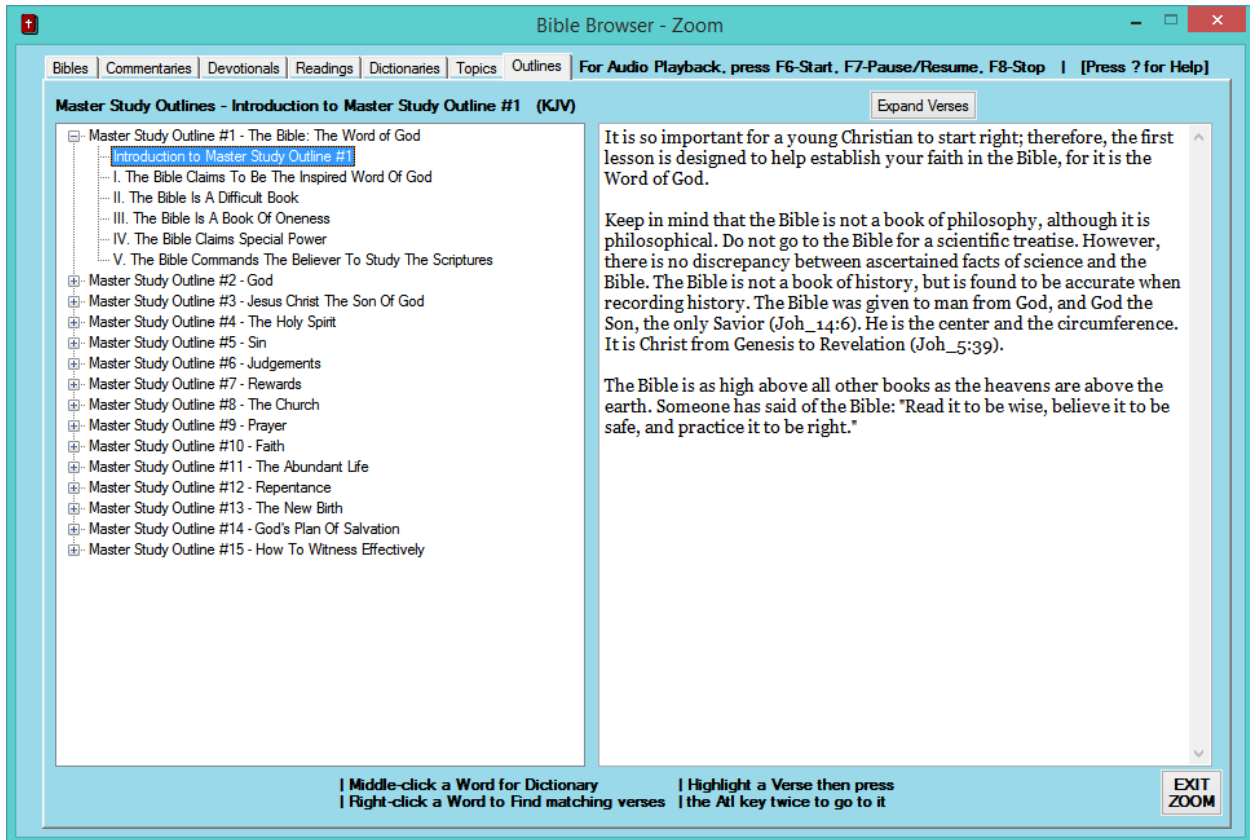 Bible Browser - Zoom
Bibles Commentaries Devotionals Readings Dictionaries Topics Outlines For Audio Playback, press F6-Start, F7-Pause/Resume, F8-Stop | [Press ? for Help]
Master Study Outlines - Introduction to Master Study Outline #1 (KJV)
Expand Verses
Master Study Outline #1 - The Bible: The Word of God
Introduction to Master Study Outline #1
I. The Bible Claims To Be The Inspired Word Of God
II. The Bible Is A Difficult Book
III. The Bible Is A Book Of Oneness
IV. The Bible Claims Special Power
V. The Bible Commands The Believer To Study The Scriptures
Master Study Outline #2 - God
Master Study Outline #3 - Jesus Christ The Son Of God
Master Study Outline #4 - The Holy Spirit
Master Study Outline #5 - Sin
Master Study Outline #6 - Judgements
Master Study Outline #7 - Rewards
Master Study Outline #8 - The Church
Master Study Outline #9 - Prayer
Master Study Outline #10 - Faith
Master Study Outline #11 - The Abundant Life
Master Study Outline #12 - Repentance
Master Study Outline #13 - The New Birth
Master Study Outline #14 - God's Plan Of Salvation
Master Study Outline #15 - How To Witness Effectively
It is so important for a young Christian to start right; therefore, the first
lesson is designed to help establish your faith in the Bible, for it is the
Word of God.
Keep in mind that the Bible is not a book of philosophy, although it is
philosophical. Do not go to the Bible for a scientific treatise. However,
there is no discrepancy between ascertained facts of science and the
Bible. The Bible is not a book of history, but is found to be accurate when
recording history. The Bible was given to man from God, and God the
Son, the only Savior (Joh_14:6). He is the center and the circumference.
It is Christ from Genesis to Revelation (Joh_5:39).
The Bible is as high above all other books as the heavens are above the
earth. Someone has said of the Bible: "Read it to be wise, believe it to be
safe, and practice it to be right."
| Middle-click a Word for Dictionary
| Right-click a Word to Find matching verses
| Highlight a Verse then press
| the Atl key twice to go to it
EXIT
ZOOM